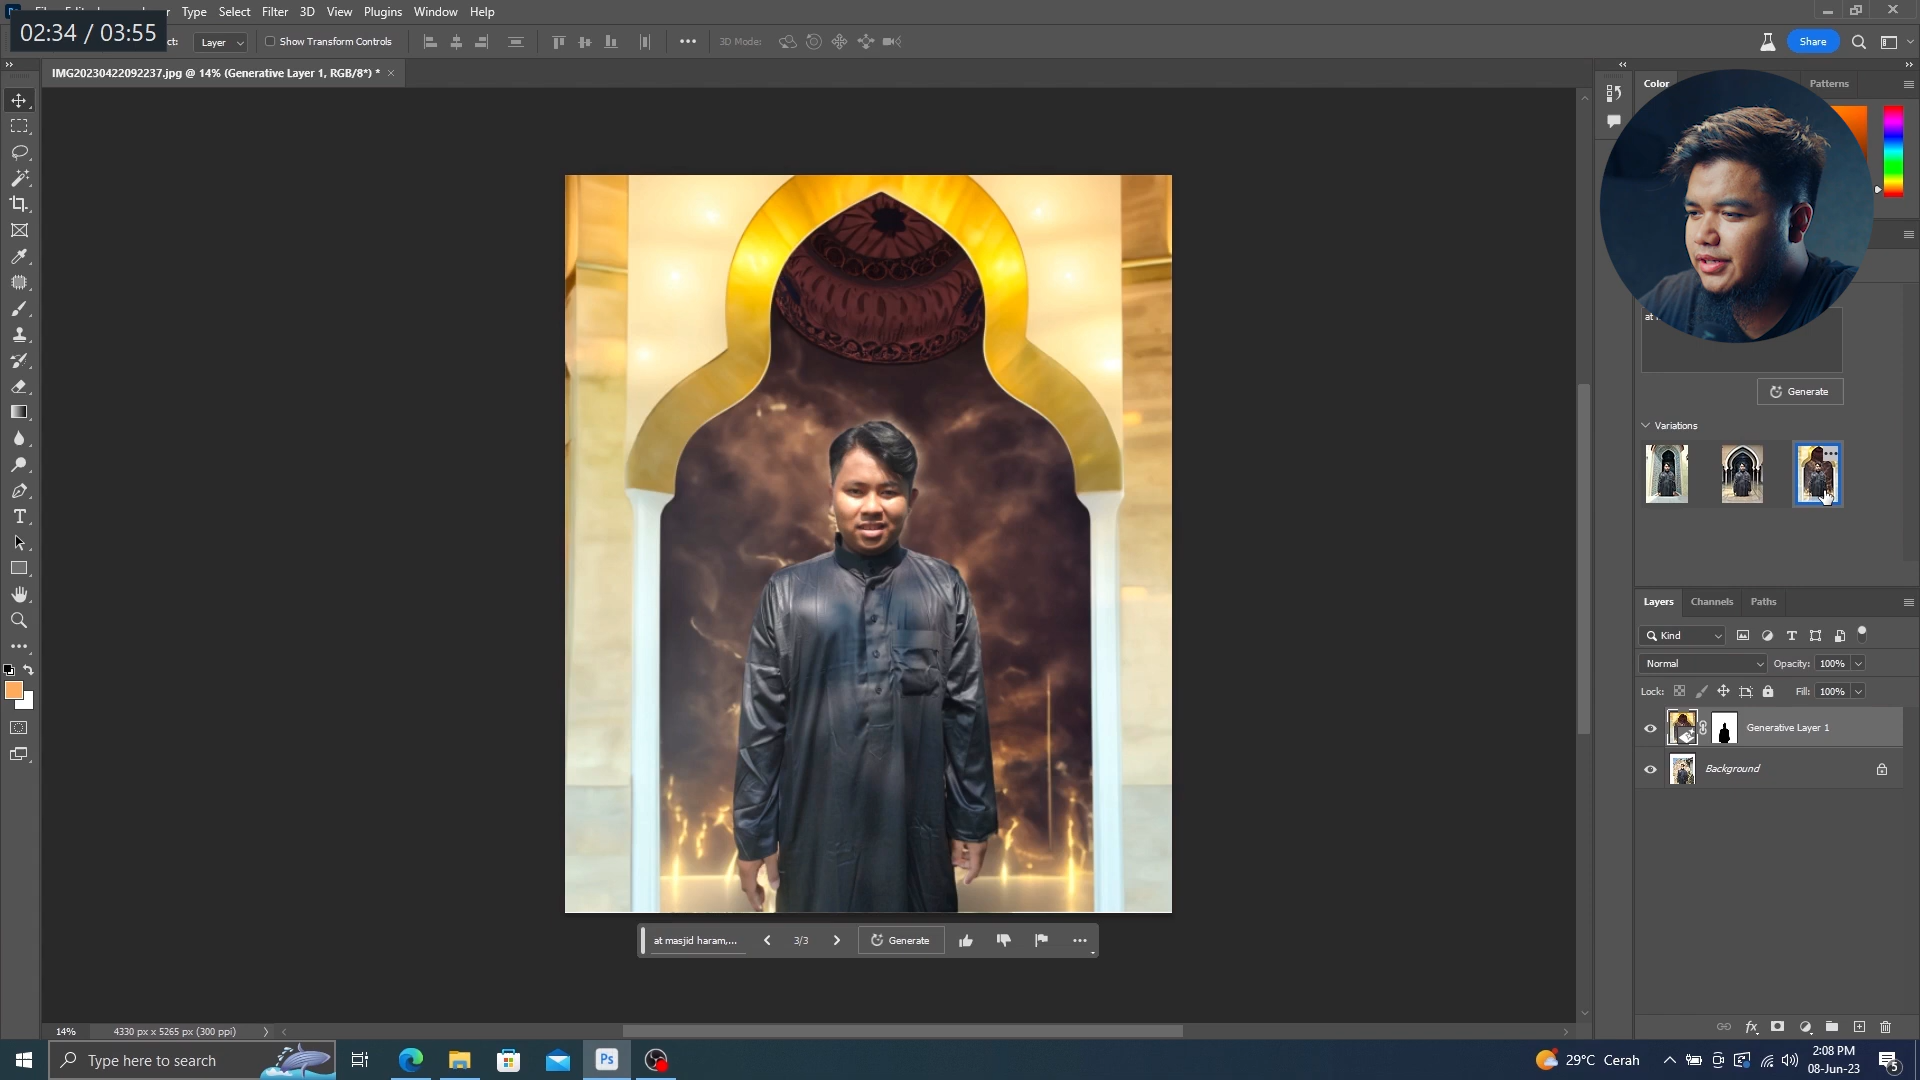 Type Select Filter 3D View Plugins Window Help
02:34 / 03:55
Layer
Show Transform Controls
3D Mode:
Share
IMG20230422092237.jpg @ 14% (Generative Layer 1, RGB/8*) *
Color
Patterns
Generate
Variations
Layers Channels Paths
Kind
Normal
Opacity: 100%
Lock:
Fill: 100%
Generative Layer 1
Background
at masjid haram,...
3/3
Generate
14%
4330 px x 5265 px (300 ppi)
Type here to search
Ps
29°C Cerah
2:08 PM
08-Jun-23
5